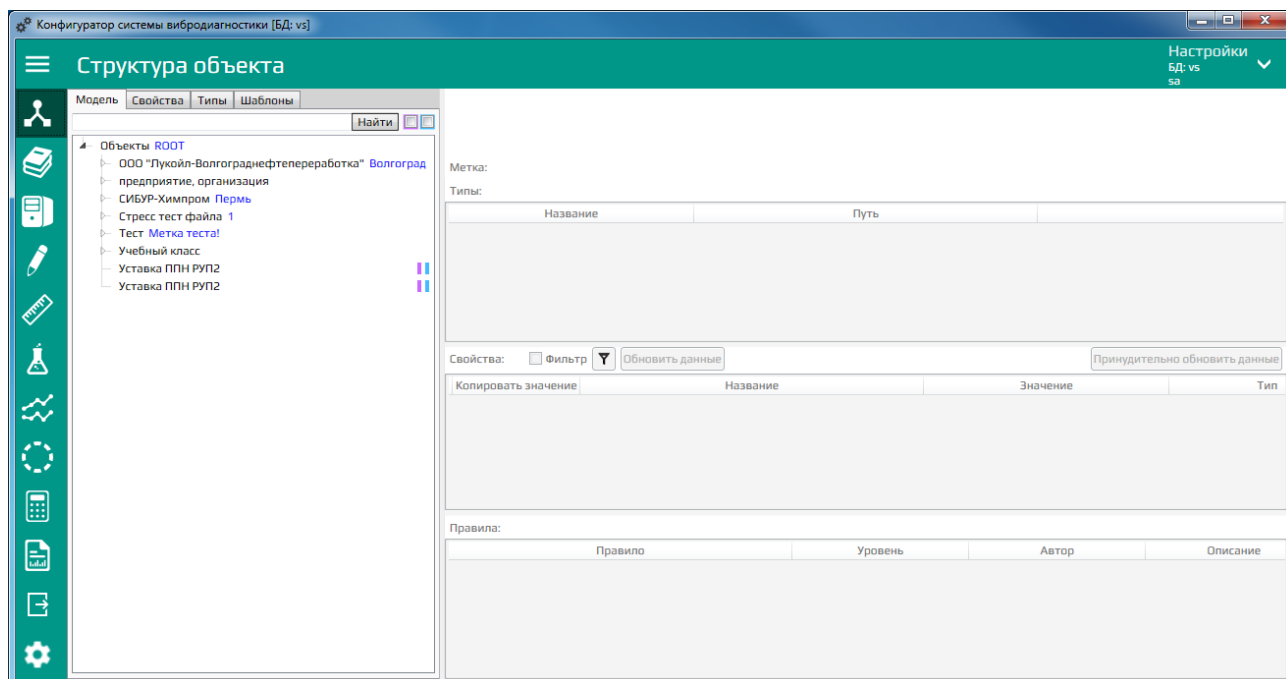 Конфигуратор системы вибродиагностики [БД: vs]
Структура объекта
Настройки
БД: vs
sa
Модель Свойства Типы Шаблоны
Найти
Объекты ROOT
ООО "Лукойл-Волгограднефтепереработка" Волгоград
предприятие, организация
СИБУР-Химпром Пермь
Стресс тест файла 1
Тест Метка теста!
Учебный класс
Уставка ППН РУП2
Уставка ППН РУП2
Метка:
Типы:
Название Путь
Свойства: Фильтр Обновить данные Принудительно обновить данные
Копировать значение Название Значение Тип
Правила:
Правило Уровень Автор Описание